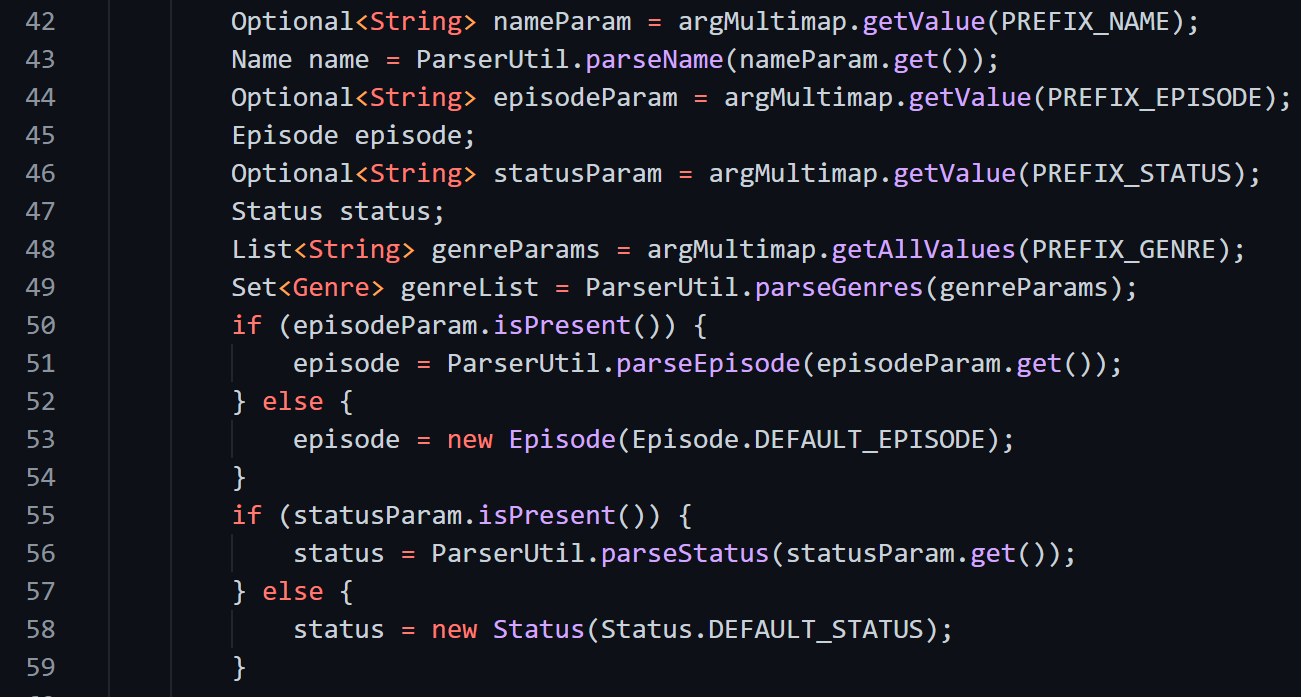 42 Optional<String> nameParam = argMultimap.getValue(PREFIX_NAME);
43 Name name = ParserUtil.parseName(nameParam.get());
44 Optional<String> episodeParam = argMultimap.getValue(PREFIX_EPISODE);
45 Episode episode;
46 Optional<String> statusParam = argMultimap.getValue(PREFIX_STATUS);
47 Status status;
48 List<String> genreParams = argMultimap.getAllValues(PREFIX_GENRE);
49 Set<Genre> genreList = ParserUtil.parseGenres(genreParams);
50 if (episodeParam.isPresent()) {
51     episode = ParserUtil.parseEpisode(episodeParam.get());
52 } else {
53     episode = new Episode(Episode.DEFAULT_EPISODE);
54 }
55 if (statusParam.isPresent()) {
56     status = ParserUtil.parseStatus(statusParam.get());
57 } else {
58     status = new Status(Status.DEFAULT_STATUS);
59 }